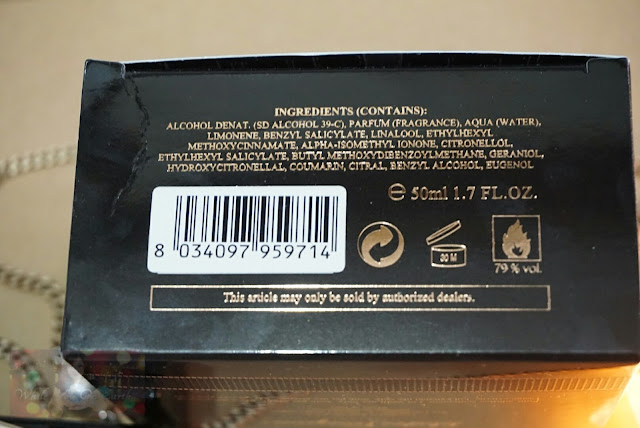 INGREDIENTS (CONTAINS):
ALCOHOL DENAT. (SD ALCOHOL 39-C), PARFUM (FRAGRANCE), AQUA (WATER),
LIMONENE, BENZYL SALICYLATE, LINALOOL, ETHYLHEXYL
METHOXYCINNAMATE, ALPHA-ISOMETHYL IONONE, CITRONELLOL,
ETHYLHEXYL SALICYLATE, BUTYL METHOXYDIBENZOYLMETHANE, GERANIOL,
HYDROXYCITRONELLAL, COUMARIN, CITRAL, BENZYL ALCOHOL, EUGENOL
℮ 50ml 1.7 FL.OZ.
8 034097 959714
30 M
79 % vol.
This article may only be sold by authorized dealers.